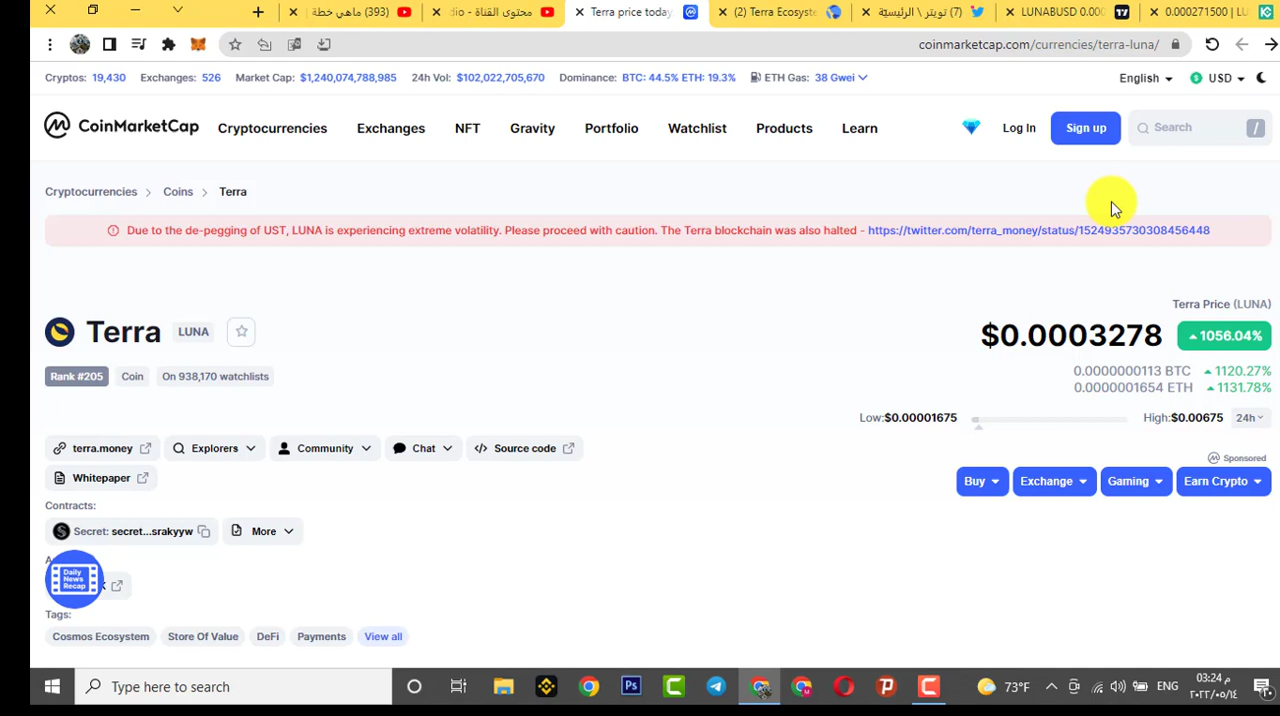 (393) ماهي خطة
محتوى القناة - dio
Terra price today
(2) Terra Ecosyste
(7) تويتر \ الرئيسيّة
LUNABUSD 0.000
0.000271500 | LU
coinmarketcap.com/currencies/terra-luna/
Cryptos: 19,430 Exchanges: 526 Market Cap: $1,240,074,788,985 24h Vol: $102,022,705,670 Dominance: BTC: 44.5% ETH: 19.3% ETH Gas: 38 Gwei English USD
CoinMarketCap Cryptocurrencies Exchanges NFT Gravity Portfolio Watchlist Products Learn Log In Sign up Search /
Cryptocurrencies > Coins > Terra
Due to the de-pegging of UST, LUNA is experiencing extreme volatility. Please proceed with caution. The Terra blockchain was also halted - https://twitter.com/terra_money/status/1524935730308456448
Terra Price (LUNA)
Terra LUNA
$0.0003278 1056.04%
Rank #205 Coin On 938,170 watchlists
0.0000000113 BTC 1120.27%
0.0000001654 ETH 1131.78%
Low:$0.00001675 High:$0.00675 24h
terra.money Explorers Community Chat Source code
Sponsored
Whitepaper
Buy Exchange Gaming Earn Crypto
Contracts:
Secret: secret...srakyyw More
Daily
News
Recap
Tags:
Cosmos Ecosystem Store Of Value DeFi Payments View all
Type here to search
Ps
73°F
ENG
03:24 م
٢٠٢٢/٠٥/١٤